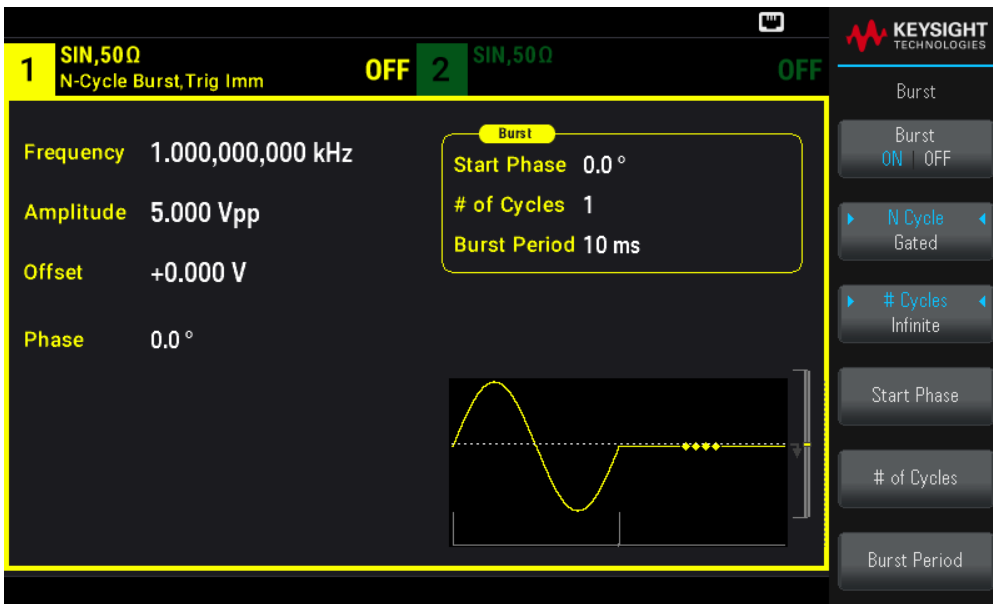 1
SIN,50Ω
N-Cycle Burst,Trig Imm
OFF
2
SIN,50Ω
OFF
Frequency 1.000,000,000 kHz
Amplitude 5.000 Vpp
Offset +0.000 V
Phase 0.0 °
Burst
Start Phase 0.0 °
# of Cycles 1
Burst Period 10 ms
KEYSIGHT
TECHNOLOGIES
Burst
Burst
ON | OFF
N Cycle
Gated
# Cycles
Infinite
Start Phase
# of Cycles
Burst Period